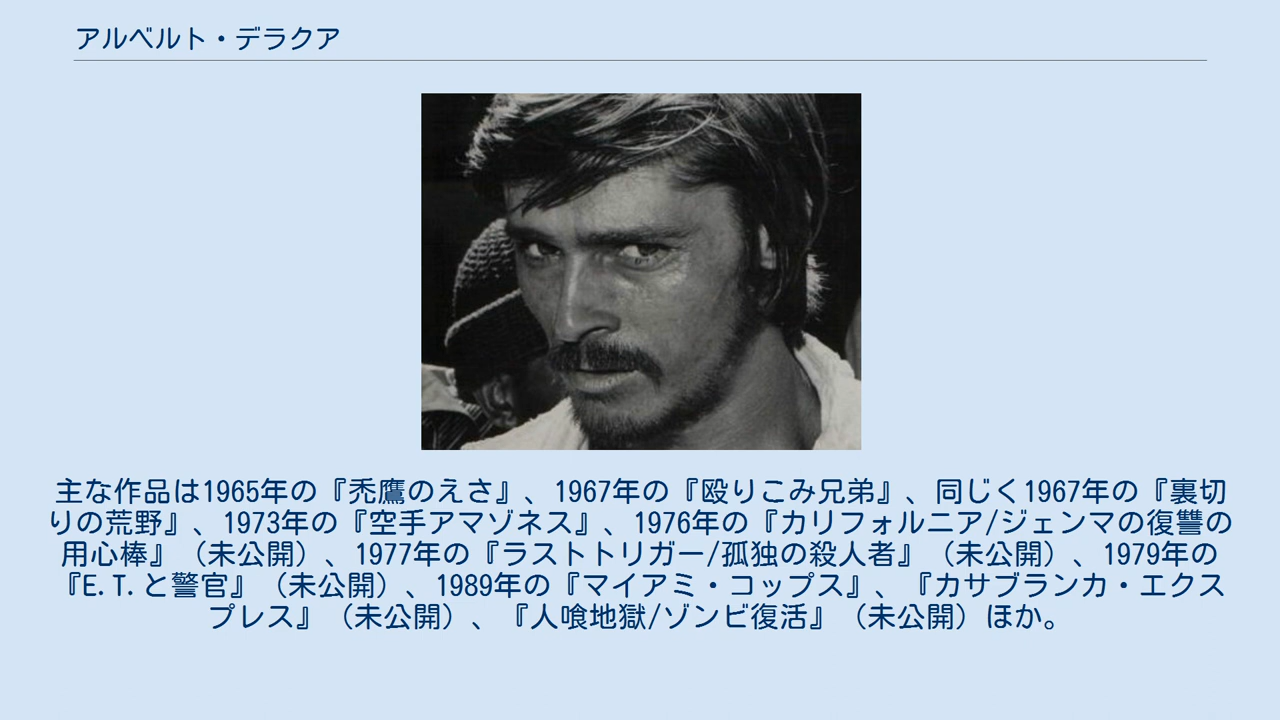 アルベルト・デラクア
主な作品は1965年の『禿鷹のえさ』、1967年の『殴りこみ兄弟』、同じく1967年の『裏切
りの荒野』、1973年の『空手アマゾネス』、1976年の『カリフォルニア/ジェンマの復讐の
用心棒』（未公開）、1977年の『ラストトリガー/孤独の殺人者』（未公開）、1979年の
『E.T.と警官』（未公開）、1989年の『マイアミ・コップス』、『カサブランカ・エクス
プレス』（未公開）、『人喰地獄/ゾンビ復活』（未公開）ほか。